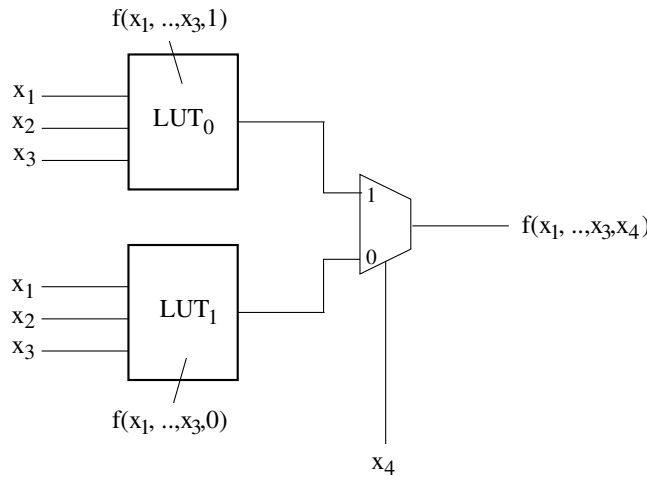 f(x1, ..,x3,1)
x1
x2
x3
LUT0
1
0
f(x1, ..,x3,x4)
x1
x2
x3
LUT1
f(x1, ..,x3,0)
x4